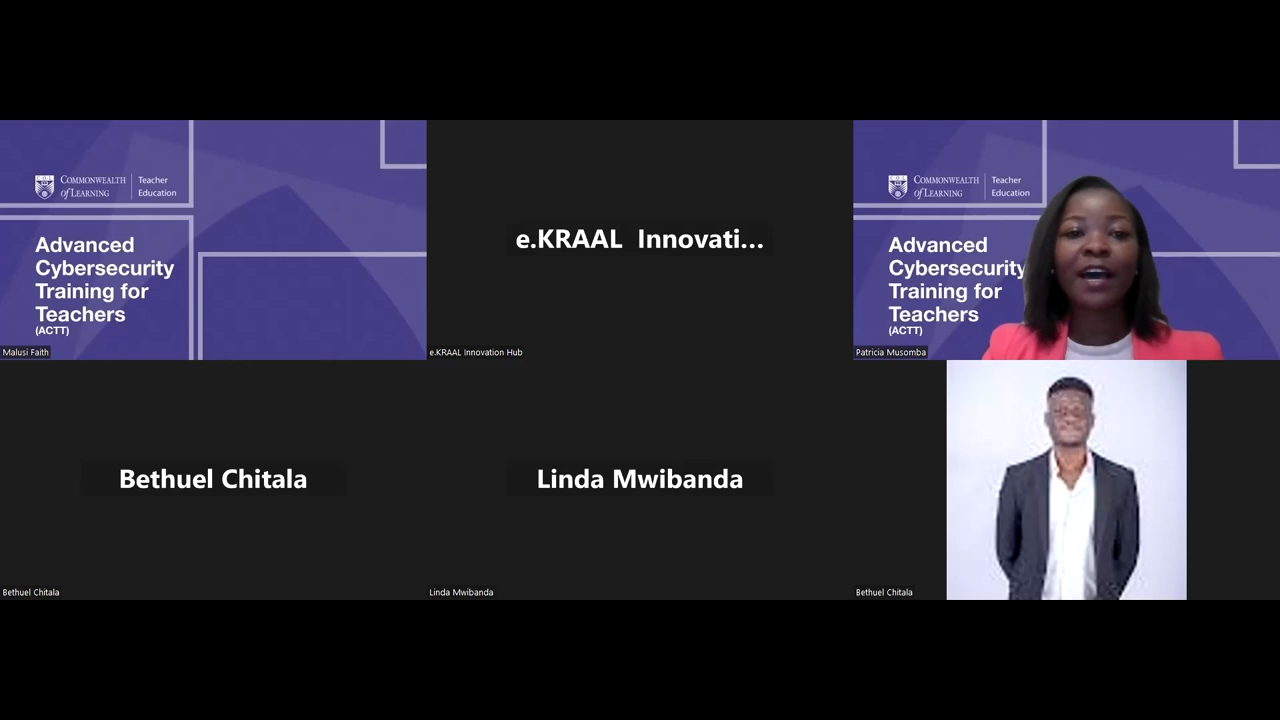 COMMONWEALTH
of LEARNING
Teacher
Education
Advanced
Cybersecurity
Training for
Teachers
(ACTT)
Malusi Faith
e.KRAAL Innovati...
e.KRAAL Innovation Hub
COMMONWEALTH
of LEARNING
Teacher
Education
Advanced
Cybersecurity
Training for
Teachers
(ACTT)
Patricia Musomba
Bethuel Chitala
Bethuel Chitala
Linda Mwibanda
Linda Mwibanda
Bethuel Chitala